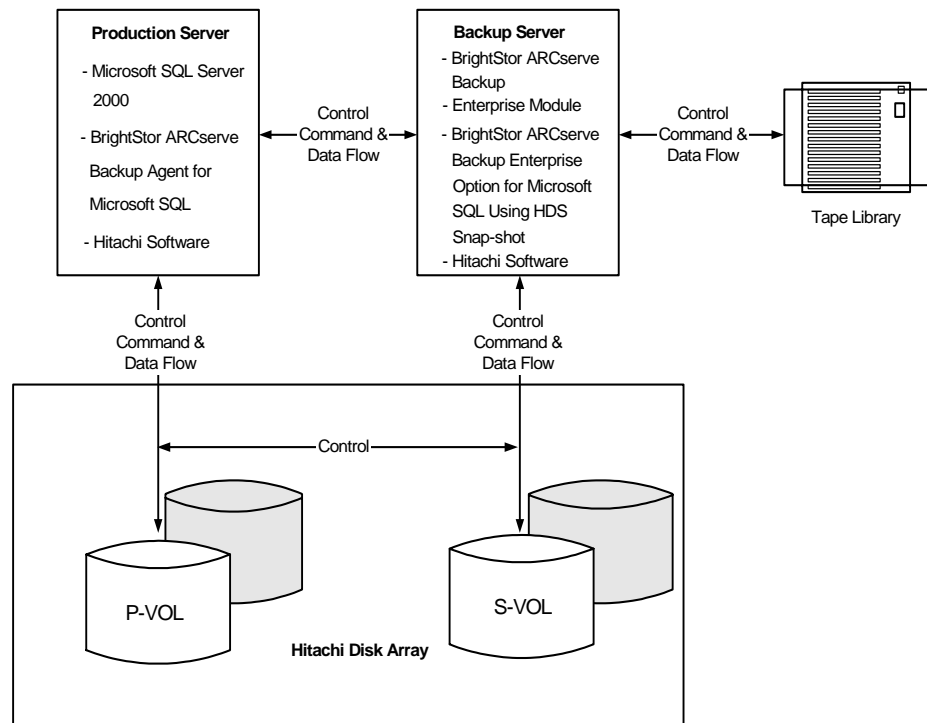 Production Server
- Microsoft SQL Server
2000
- BrightStor ARCserve
Backup Agent for
Microsoft SQL
- Hitachi Software
Control
Command &
Data Flow
Backup Server
- BrightStor ARCserve
Backup
- Enterprise Module
- BrightStor ARCserve
Backup Enterprise
Option for Microsoft
SQL Using HDS
Snap-shot
- Hitachi Software
Control
Command &
Data Flow
Tape Library
Control
Command &
Data Flow
Control
Command &
Data Flow
Control
P-VOL
S-VOL
Hitachi Disk Array